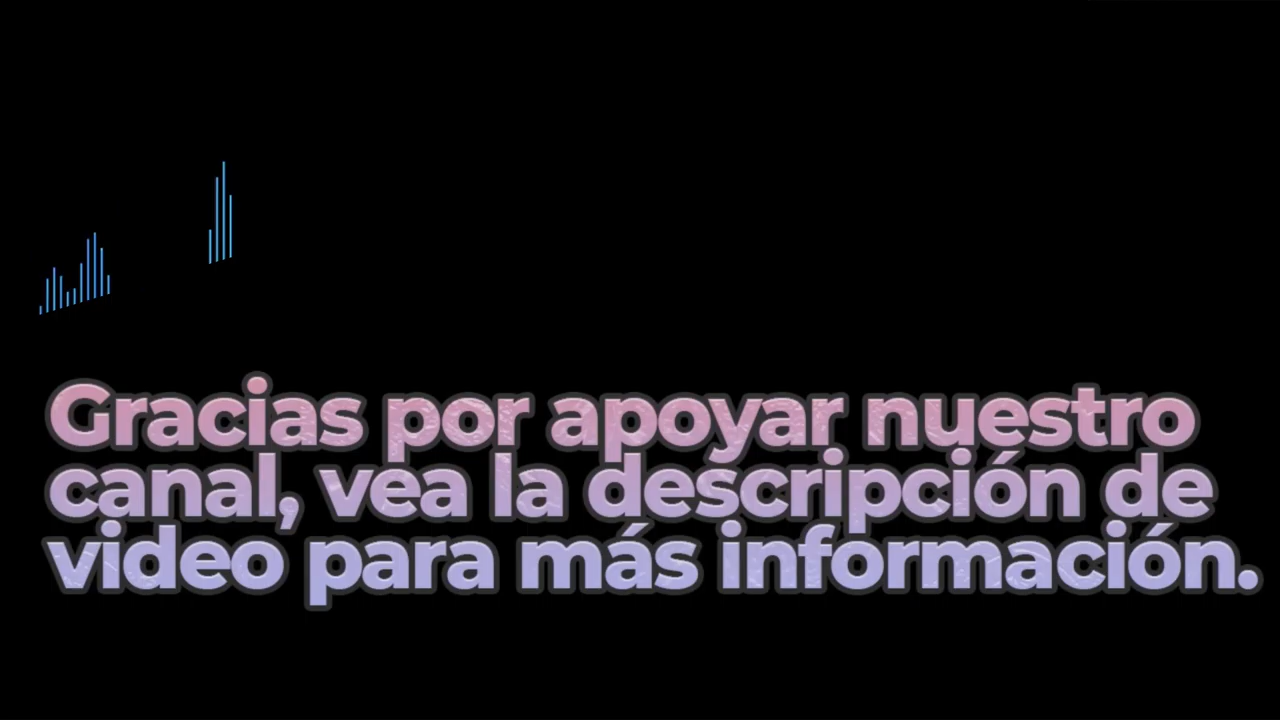 Gracias por apoyar nuestro
canal, vea la descripción de
video para más información.